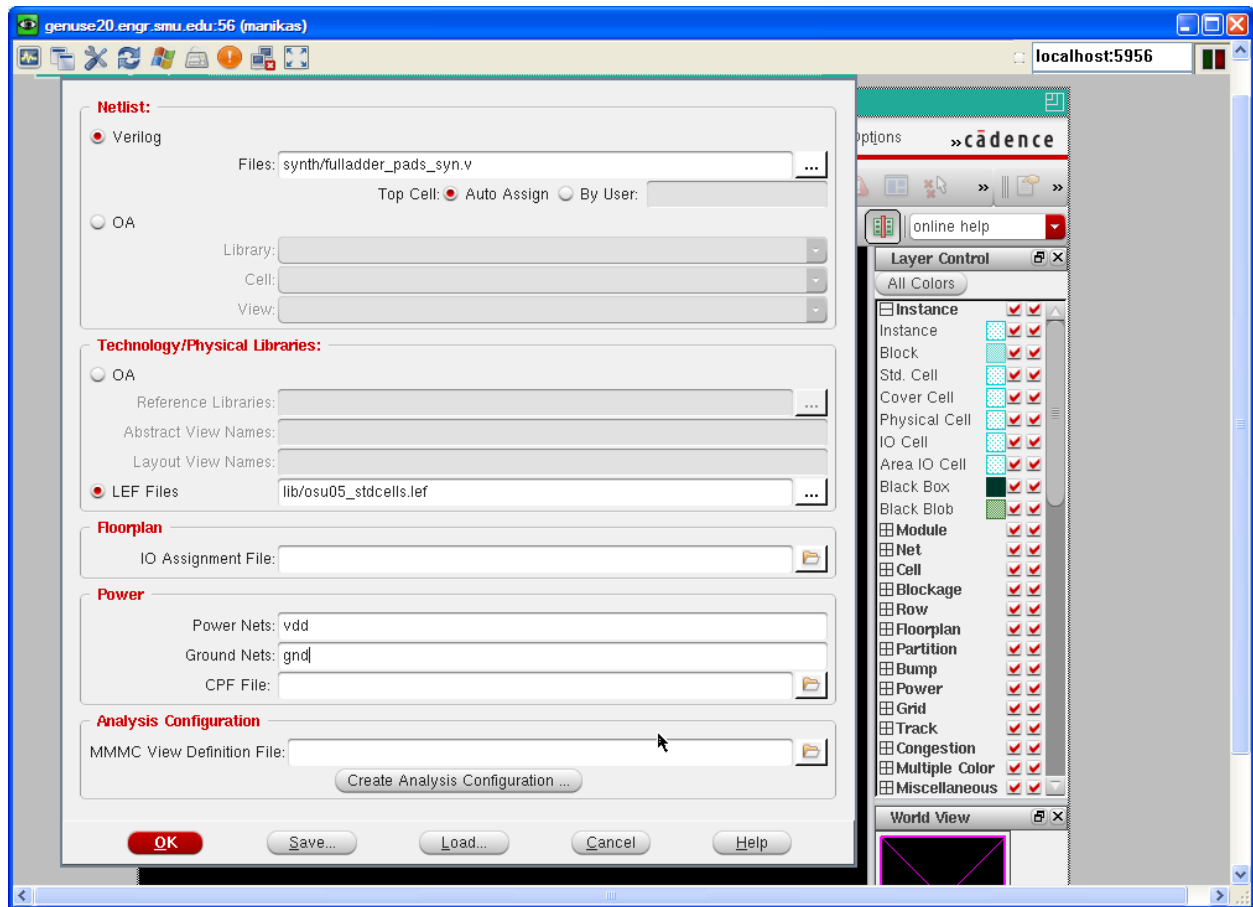 genuse20.engr.smu.edu:56 (manikas)
localhost:5956
Netlist:
Verilog
Files: synth/fulladder_pads_syn.v ...
Top Cell: Auto Assign By User:
OA
Library:
Cell:
View:
Technology/Physical Libraries:
OA
Reference Libraries: ...
Abstract View Names:
Layout View Names:
LEF Files lib/osu05_stdcells.lef ...
Floorplan
IO Assignment File:
Power
Power Nets: vdd
Ground Nets: gnd
CPF File:
Analysis Configuration
MMMC View Definition File:
Create Analysis Configuration ...
OK Save... Load... Cancel Help
Options »cādence
» »
online help
Layer Control
All Colors
Instance
Instance
Block
Std. Cell
Cover Cell
Physical Cell
IO Cell
Area IO Cell
Black Box
Black Blob
Module
Net
Cell
Blockage
Row
Floorplan
Partition
Bump
Power
Grid
Track
Congestion
Multiple Color
Miscellaneous
World View